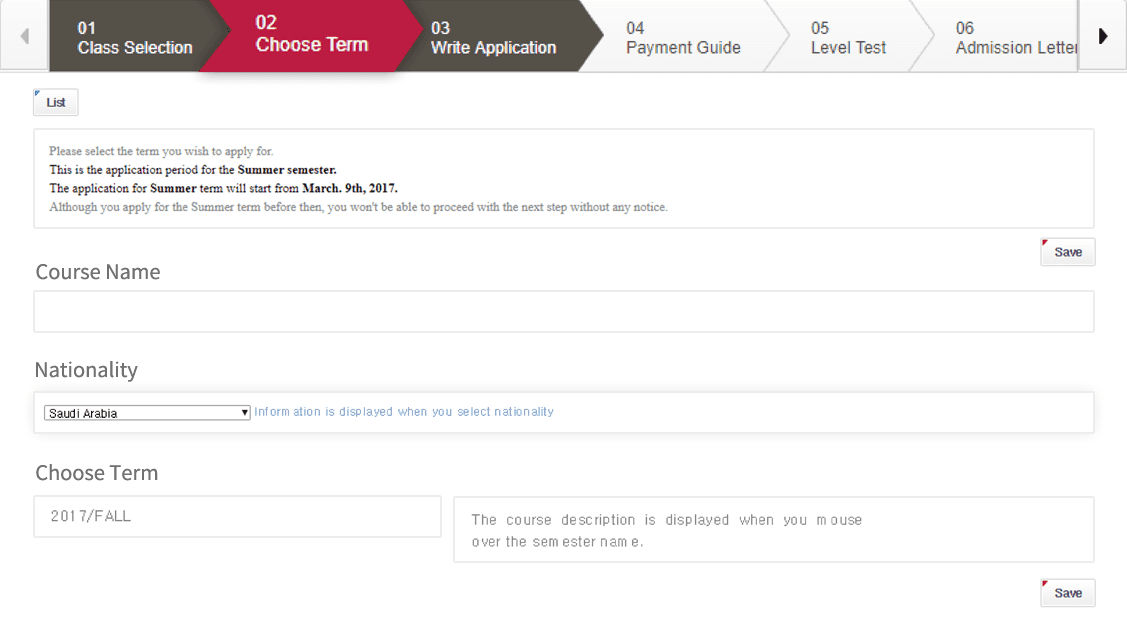 01
Class Selection
02
Choose Term
03
Write Application
04
Payment Guide
05
Level Test
06
Admission Letter
List
Please select the term you wish to apply for.
This is the application period for the Summer semester.
The application for Summer term will start from March. 9th, 2017.
Although you apply for the Summer term before then, you won't be able to proceed with the next step without any notice.
Save
Course Name
Nationality
Saudi Arabia
Information is displayed when you select nationality
Choose Term
2017/FALL
The course description is displayed when you mouse
over the semester name.
Save